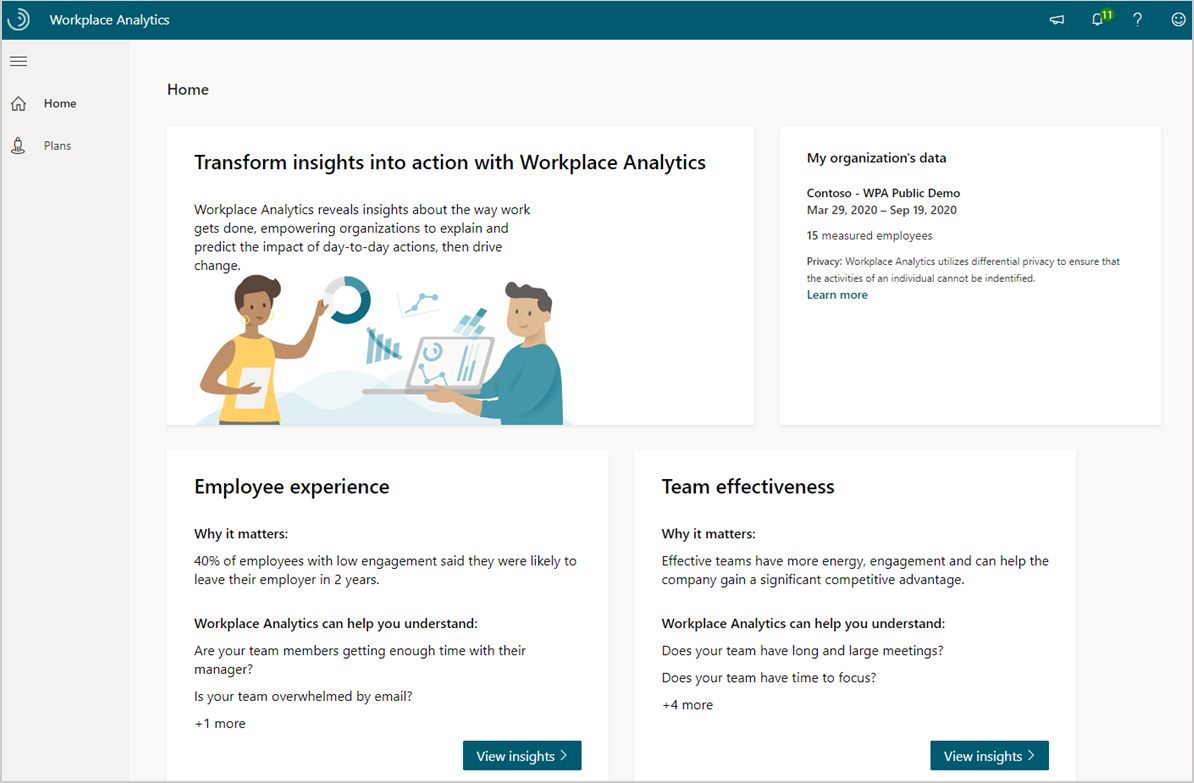 Workplace Analytics
11
?
Home
Plans
Home
Transform insights into action with Workplace Analytics
Workplace Analytics reveals insights about the way work
gets done, empowering organizations to explain and
predict the impact of day-to-day actions, then drive
change.
My organization's data
Contoso - WPA Public Demo
Mar 29, 2020 – Sep 19, 2020
15 measured employees
Privacy: Workplace Analytics utilizes differential privacy to ensure that
the activities of an individual cannot be indentified.
Learn more
Employee experience
Why it matters:
40% of employees with low engagement said they were likely to
leave their employer in 2 years.
Workplace Analytics can help you understand:
Are your team members getting enough time with their
manager?
Is your team overwhelmed by email?
+1 more
View insights
Team effectiveness
Why it matters:
Effective teams have more energy, engagement and can help the
company gain a significant competitive advantage.
Workplace Analytics can help you understand:
Does your team have long and large meetings?
Does your team have time to focus?
+4 more
View insights